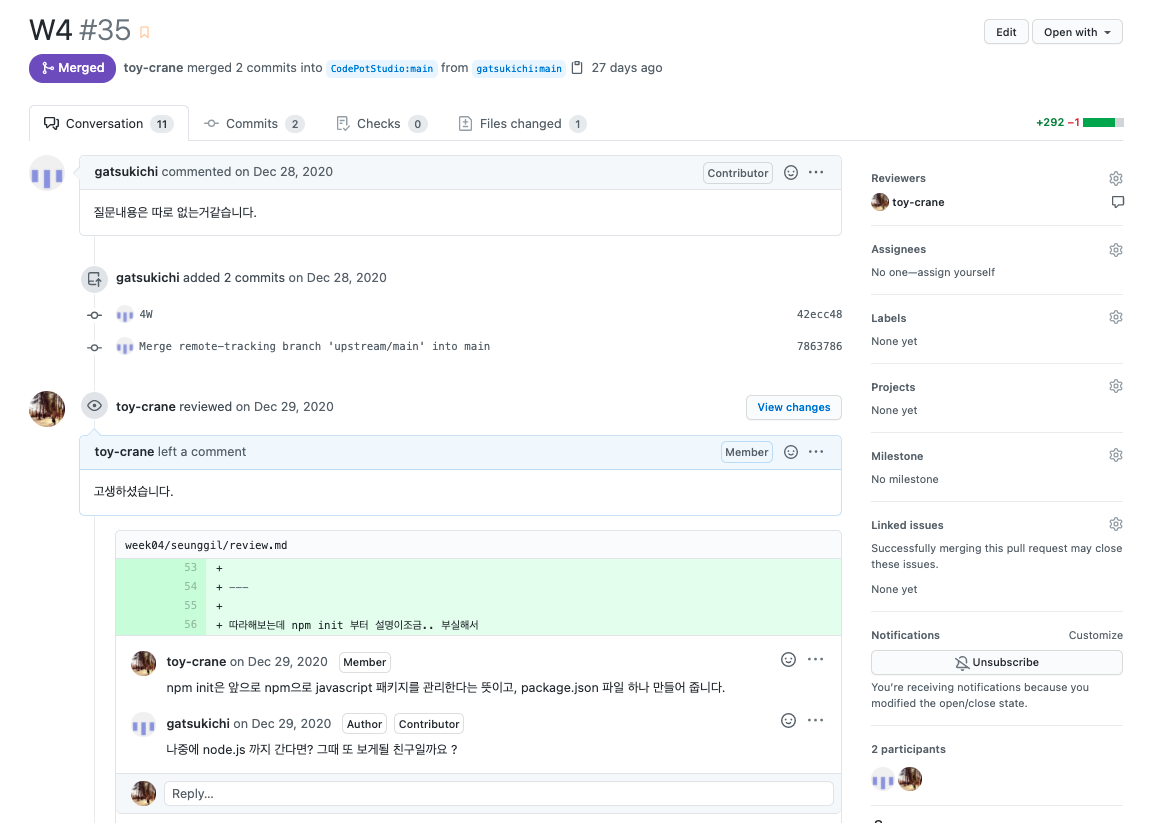 W4 #35
Edit
Open with
Merged
toy-crane merged 2 commits into CodePotStudio:main from gatsukichi:main 27 days ago
Conversation 11
Commits 2
Checks 0
Files changed 1
+292 −1
gatsukichi commented on Dec 28, 2020
Contributor
질문내용은 따로 없는거같습니다.
gatsukichi added 2 commits on Dec 28, 2020
4W
42ecc48
Merge remote-tracking branch 'upstream/main' into main
7863786
toy-crane reviewed on Dec 29, 2020
View changes
toy-crane left a comment
Member
고생하셨습니다.
week04/seunggil/review.md
53 +
54 + ---
55 +
56 + 따라해보는데 npm init 부터 설명이조금.. 부실해서
toy-crane on Dec 29, 2020 Member
npm init은 앞으로 npm으로 javascript 패키지를 관리한다는 뜻이고, package.json 파일 하나 만들어 줍니다.
gatsukichi on Dec 29, 2020 Author Contributor
나중에 node.js 까지 간다면? 그때 또 보게될 친구일까요 ?
Reply...
Reviewers
toy-crane
Assignees
No one—assign yourself
Labels
None yet
Projects
None yet
Milestone
No milestone
Linked issues
Successfully merging this pull request may close
these issues.
None yet
Notifications
Customize
Unsubscribe
You're receiving notifications because you
modified the open/close state.
2 participants